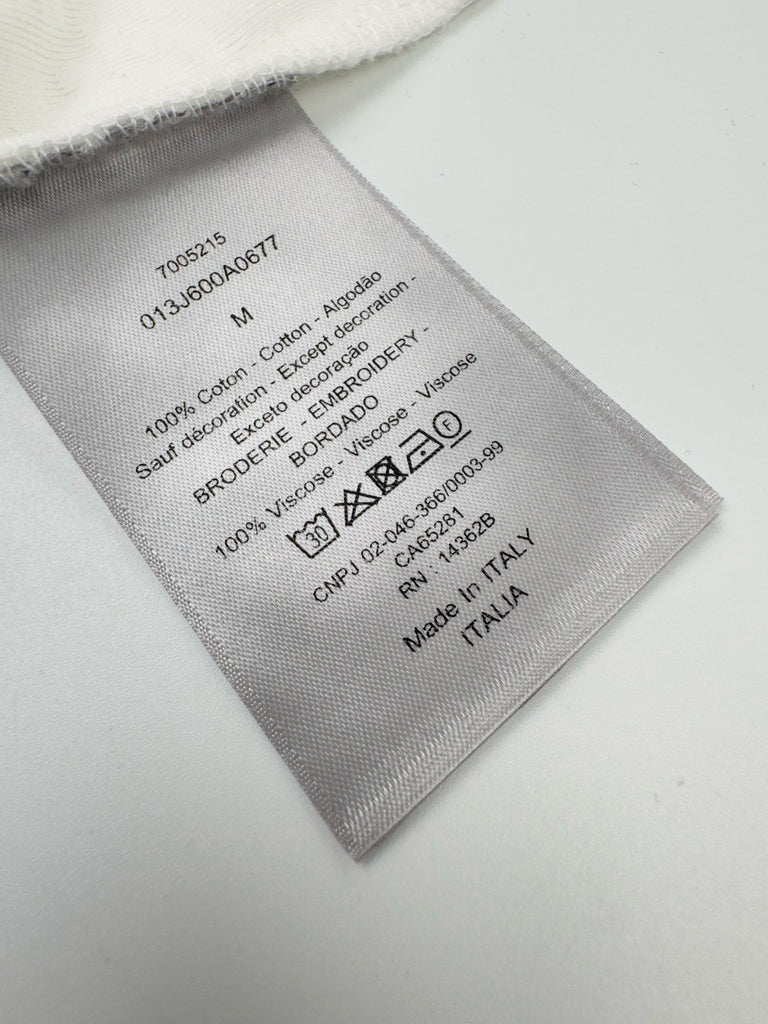 7005215
013J600A0677
M
100% Coton - Cotton - Algodão
Sauf décoration - Except decoration -
Exceto decoração
BRODERIE - EMBROIDERY -
BORDADO
100% Viscose - Viscose - Viscose
30 F
CNPJ 02-046-366/0003-99
CA65281
RN : 14362B
Made In ITALY
ITALIA